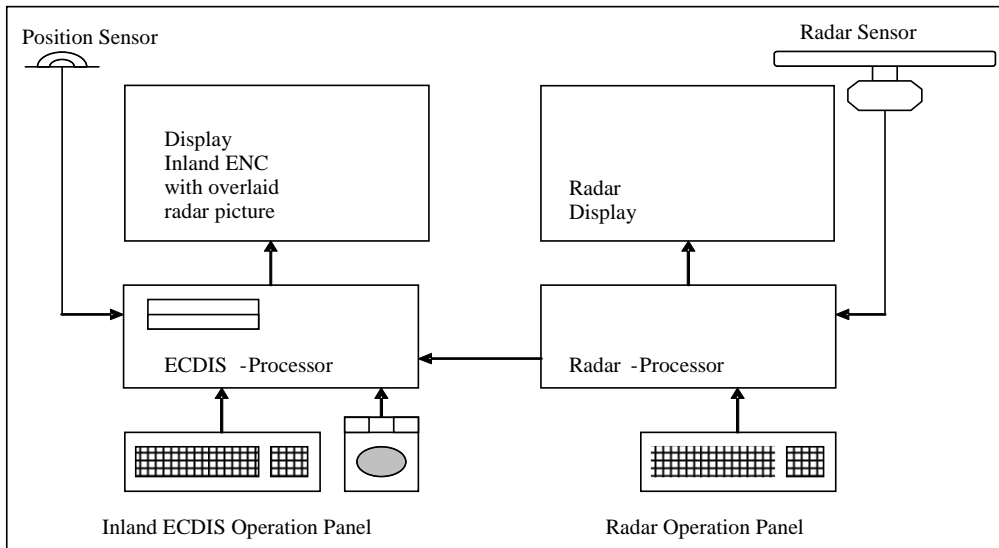 Position Sensor
Radar Sensor
Display
Inland ENC
with overlaid
radar picture
Radar
Display
ECDIS -Processor
Radar -Processor
Inland ECDIS Operation Panel
Radar Operation Panel